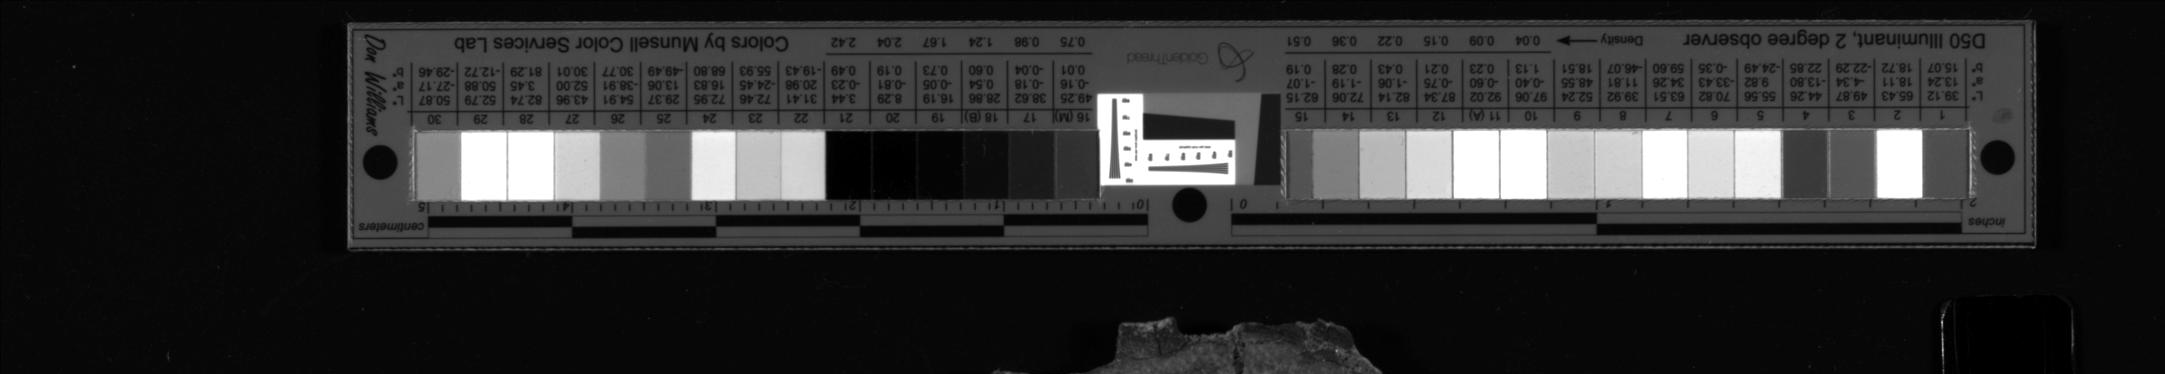 inches
2 1 0
0 1 2 3 4 5
centimeters
1 2 3 4 5 6 7 8 9 10 11 (A) 12 13 14 15
L* 39.12 65.43 49.87 44.26 55.56 70.82 63.51 39.92 52.24 97.06 92.02 87.34 82.14 72.06 62.15
a* 13.24 18.11 -4.34 -13.80 9.82 -33.43 34.26 11.81 48.55 -0.40 -0.60 -0.75 -1.06 -1.19 -1.07
b* 15.07 18.72 -22.29 22.85 -24.49 -0.35 59.60 -46.07 18.51 1.13 0.23 0.21 0.43 0.28 0.19
D50 Illuminant, 2 degree observer
Density 0.04 0.09 0.15 0.22 0.36 0.51
GoldenThread
16 (M) 17 18 (B) 19 20 21 22 23 24 25 26 27 28 29 30
49.25 38.62 28.86 16.19 8.29 3.44 31.41 72.46 72.95 29.37 54.91 43.96 82.74 52.79 50.87 L*
-0.16 -0.18 0.54 -0.05 -0.81 -0.23 20.98 -24.45 16.83 13.06 -38.91 52.00 3.45 50.88 -27.17 a*
0.01 -0.04 0.60 0.73 0.19 0.49 -19.43 55.93 68.80 -49.49 30.77 30.01 81.29 -12.72 -29.46 b*
0.75 0.98 1.24 1.67 2.04 2.42
Colors by Munsell Color Services Lab
Don Williams